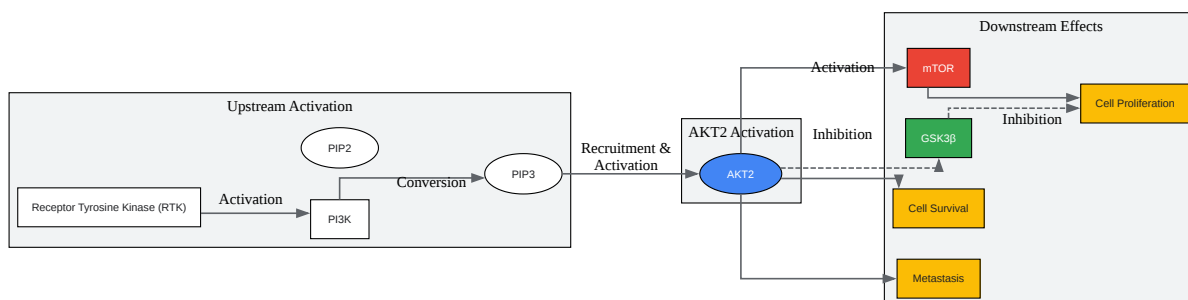 Downstream Effects
Activation
mTOR
Upstream Activation
Cell Proliferation
AKT2 Activation
Inhibition
Inhibition
GSK3β
PIP2
Recruitment &
Activation
PIP3
AKT2
Conversion
Activation
Receptor Tyrosine Kinase (RTK)
PI3K
Cell Survival
Metastasis